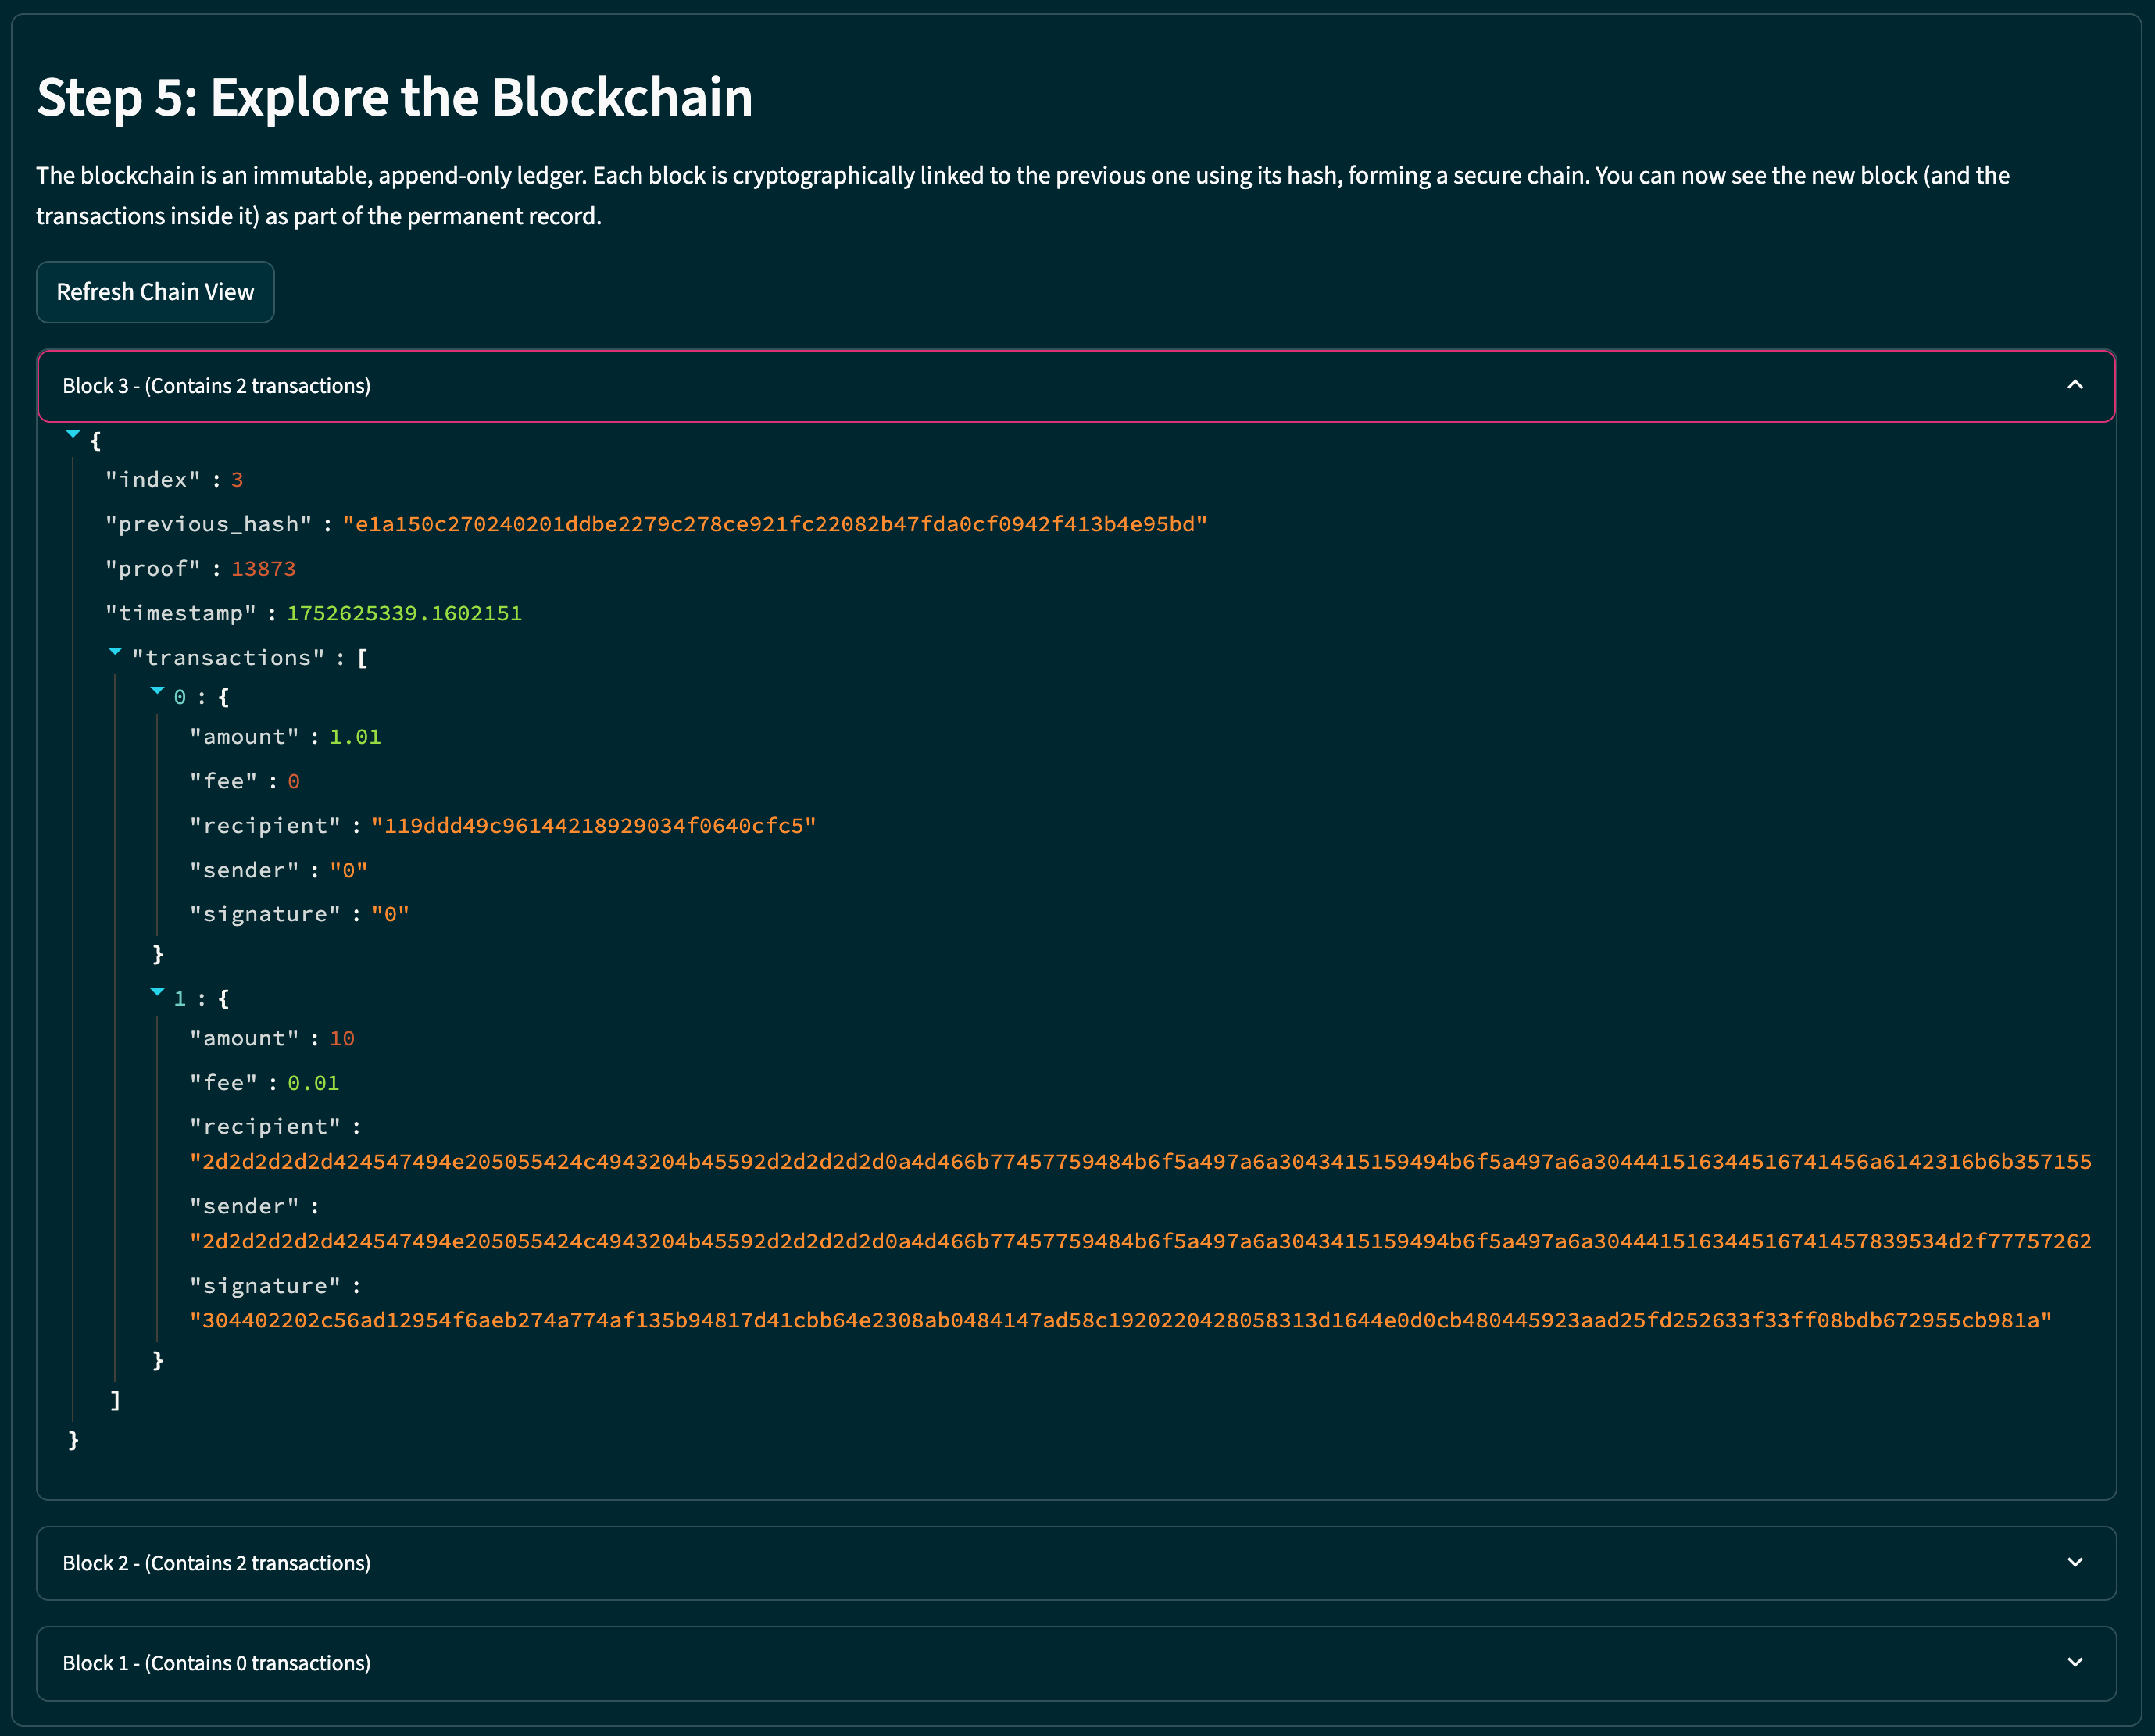 Step 5: Explore the Blockchain
The blockchain is an immutable, append-only ledger. Each block is cryptographically linked to the previous one using its hash, forming a secure chain. You can now see the new block (and the
transactions inside it) as part of the permanent record.
Refresh Chain View
Block 3 - (Contains 2 transactions)
{
"index" : 3
"previous_hash" : "e1a150c270240201ddbe2279c278ce921fc22082b47fda0cf0942f413b4e95bd"
"proof" : 13873
"timestamp" : 1752625339.1602151
"transactions" : [
0 : {
"amount" : 1.01
"fee" : 0
"recipient" : "119ddd49c96144218929034f0640cfc5"
"sender" : "0"
"signature" : "0"
}
1 : {
"amount" : 10
"fee" : 0.01
"recipient" :
"2d2d2d2d2d424547494e205055424c4943204b45592d2d2d2d2d0a4d466b77457759484b6f5a497a6a3043415159494b6f5a497a6a304441516344516741456a6142316b6b357155
"sender" :
"2d2d2d2d2d424547494e205055424c4943204b45592d2d2d2d2d0a4d466b77457759484b6f5a497a6a3043415159494b6f5a497a6a304441516344516741457839534d2f77757262
"signature" :
"304402202c56ad12954f6aeb274a774af135b94817d41cbb64e2308ab0484147ad58c1920220428058313d1644e0d0cb480445923aad25fd252633f33ff08bdb672955cb981a"
}
]
}
Block 2 - (Contains 2 transactions)
Block 1 - (Contains 0 transactions)